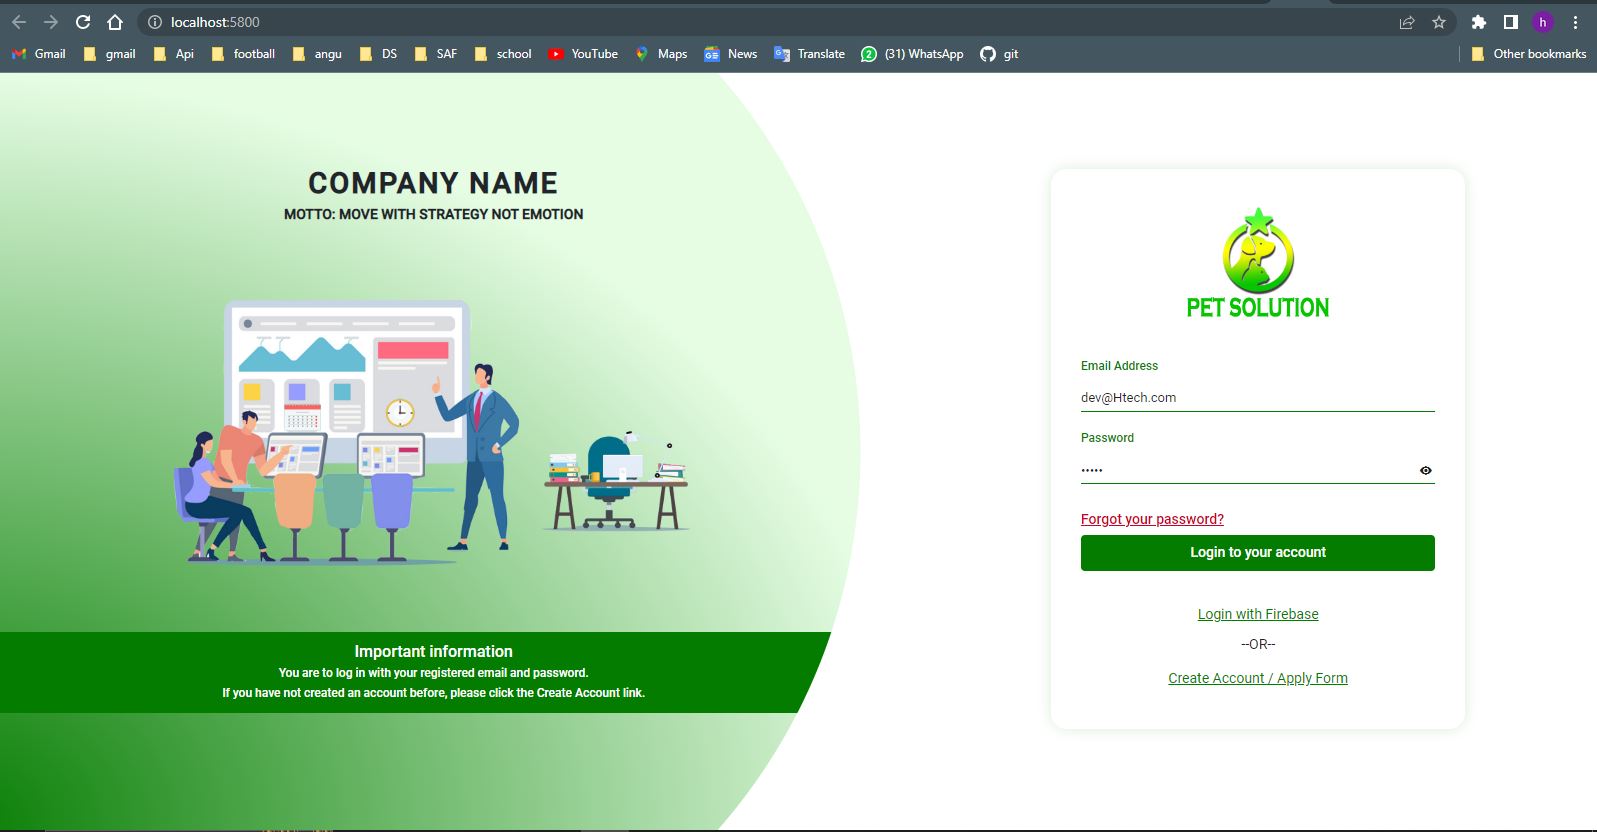 localhost:5800
h
Gmail gmail Api football angu DS SAF school YouTube Maps News Translate 2 (31) WhatsApp git Other bookmarks
COMPANY NAME
MOTTO: MOVE WITH STRATEGY NOT EMOTION
Important information
You are to log in with your registered email and password.
If you have not created an account before, please click the Create Account link.
PET SOLUTION
Email Address
dev@Htech.com
Password
•••••
Forgot your password?
Login to your account
Login with Firebase
--OR--
Create Account / Apply Form